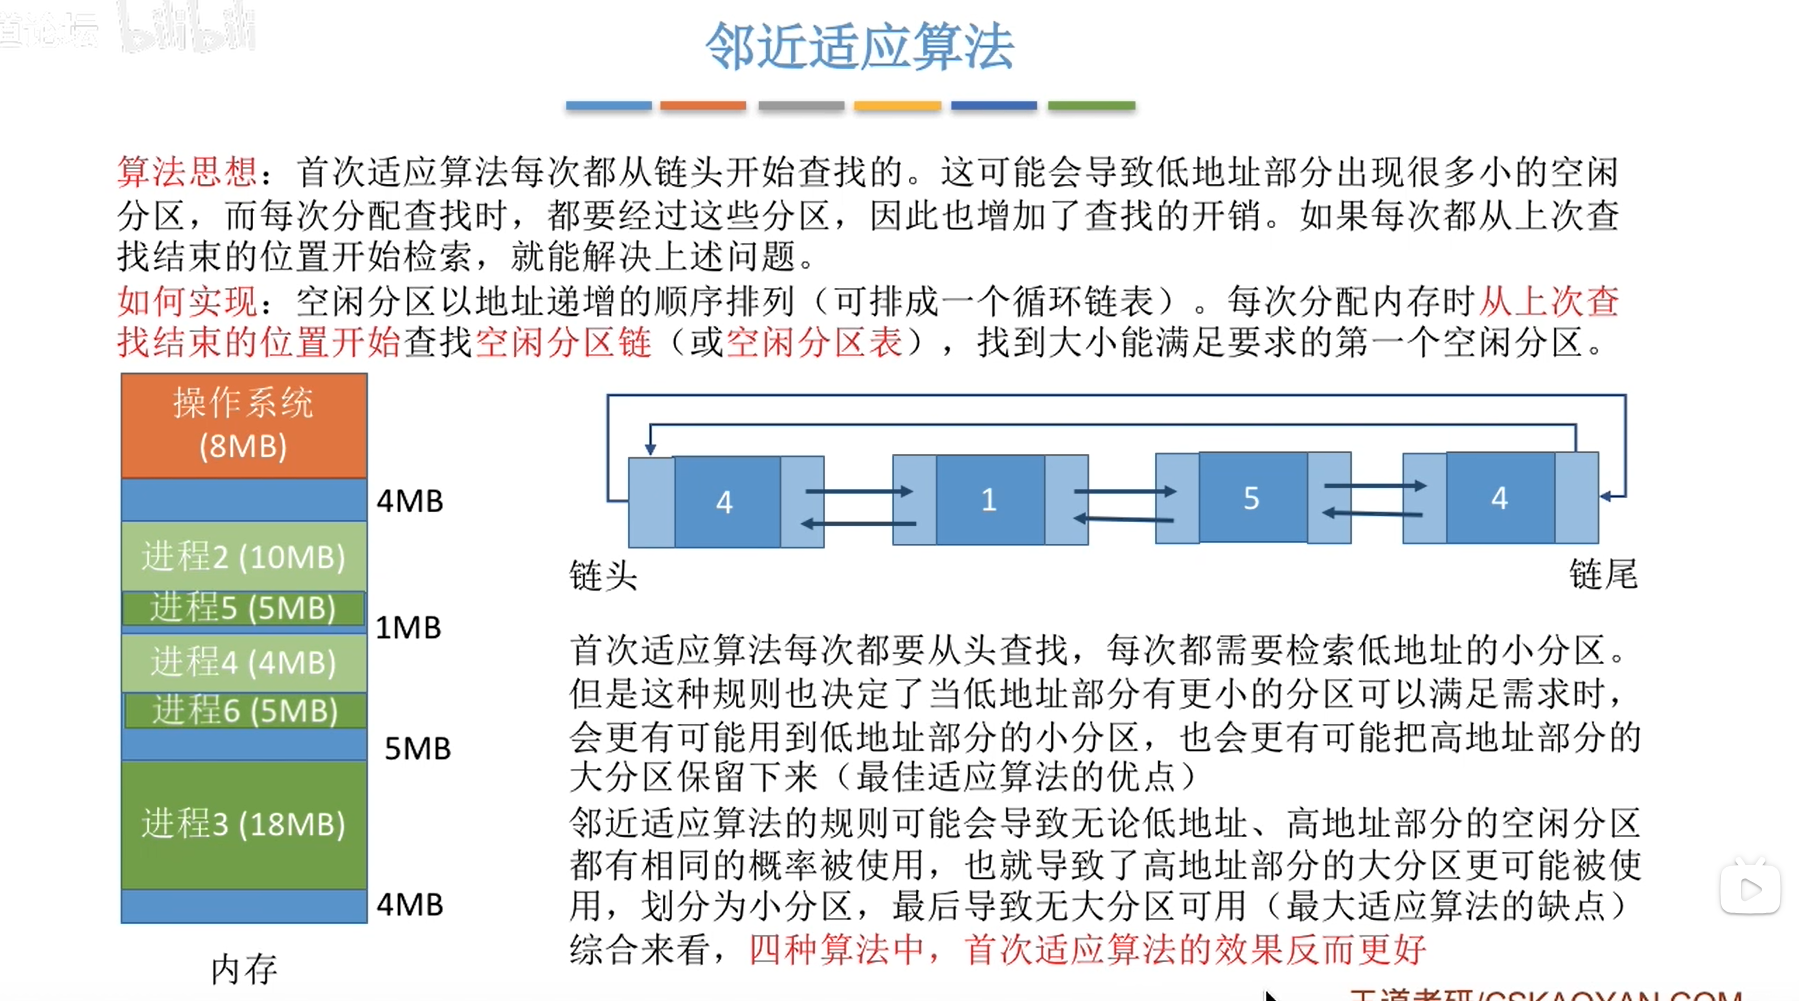 道论坛 bilibili
邻近适应算法
算法思想：首次适应算法每次都从链头开始查找的。这可能会导致低地址部分出现很多小的空闲
分区，而每次分配查找时，都要经过这些分区，因此也增加了查找的开销。如果每次都从上次查
找结束的位置开始检索，就能解决上述问题。
如何实现：空闲分区以地址递增的顺序排列（可排成一个循环链表）。每次分配内存时从上次查
找结束的位置开始查找空闲分区链（或空闲分区表），找到大小能满足要求的第一个空闲分区。
操作系统
(8MB)
4MB
进程2 (10MB)
进程5 (5MB)
1MB
进程4 (4MB)
进程6 (5MB)
5MB
进程3 (18MB)
4MB
内存
4
1
5
4
链头
链尾
首次适应算法每次都要从头查找，每次都需要检索低地址的小分区。
但是这种规则也决定了当低地址部分有更小的分区可以满足需求时，
会更有可能用到低地址部分的小分区，也会更有可能把高地址部分的
大分区保留下来（最佳适应算法的优点）
邻近适应算法的规则可能会导致无论低地址、高地址部分的空闲分区
都有相同的概率被使用，也就导致了高地址部分的大分区更可能被使
用，划分为小分区，最后导致无大分区可用（最大适应算法的缺点）
综合来看，四种算法中，首次适应算法的效果反而更好
王道考研/CSKAOYAN.COM